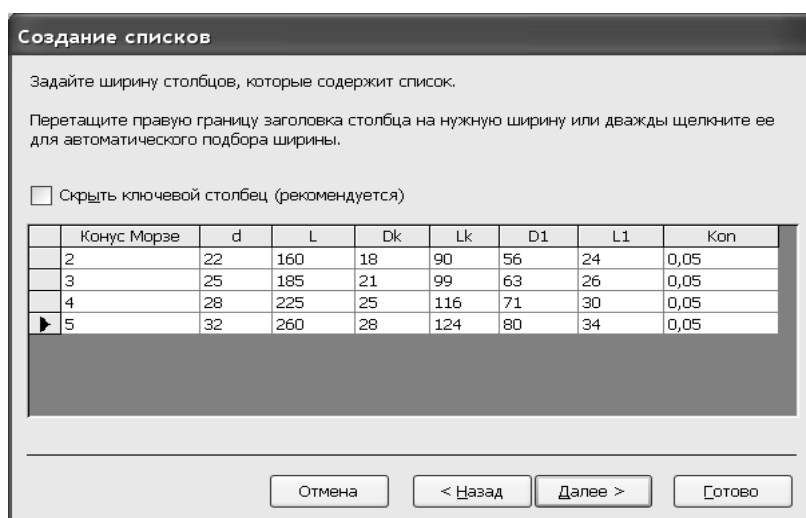 Создание списков
Задайте ширину столбцов, которые содержит список.
Перетащите правую границу заголовка столбца на нужную ширину или дважды щелкните ее
для автоматического подбора ширины.
Скрыть ключевой столбец (рекомендуется)
Конус Морзе d L Dk Lk D1 L1 Kon
2 22 160 18 90 56 24 0,05
3 25 185 21 99 63 26 0,05
4 28 225 25 116 71 30 0,05
5 32 260 28 124 80 34 0,05
Отмена < Назад Далее > Готово